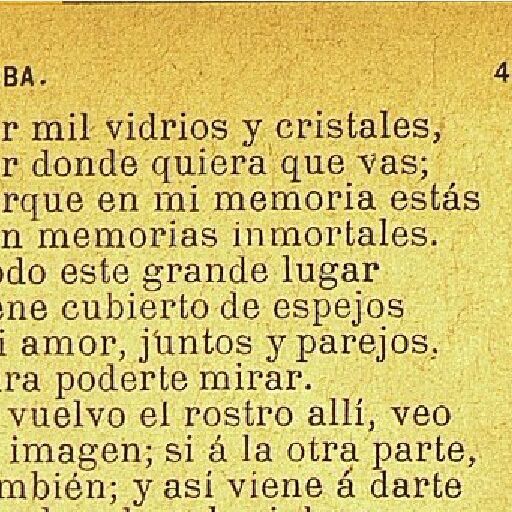 BA. 4
r mil vidrios y cristales,
r donde quiera que vas;
rque en mi memoria estás
n memorias inmortales.
odo este grande lugar
ene cubierto de espejos
i amor, juntos y parejos.
ra poderte mirar.
vuelvo el rostro allí, veo
imagen; si á la otra parte,
mbién; y así viene á darte